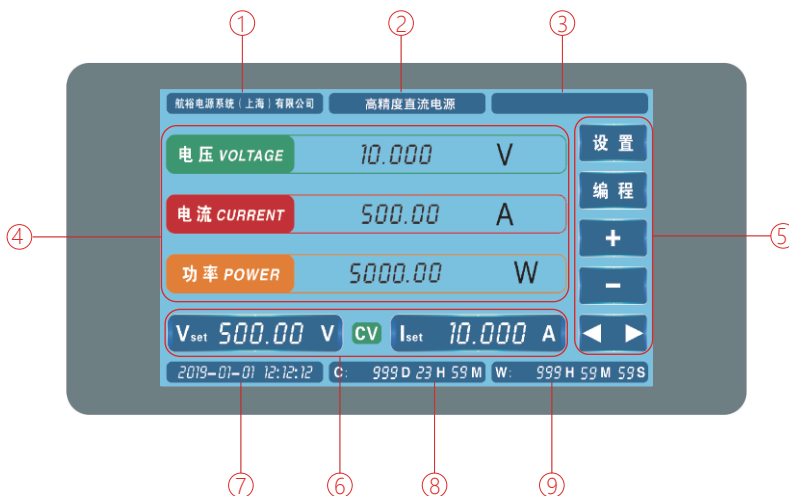 ① ② ③
航裕电源系统(上海)有限公司 高精度直流电源
电压 VOLTAGE 10.000 V
设置
编程
④ 电流 CURRENT 500.00 A
+ ⑤
功率 POWER 5000.00 W
−
Vset 500.00 V CV Iset 10.000 A ◀ ▶
2019-01-01 12:12:12 C: 999 D 23 H 59 M W: 999 H 59 M 59 S
⑦ ⑥ ⑧ ⑨